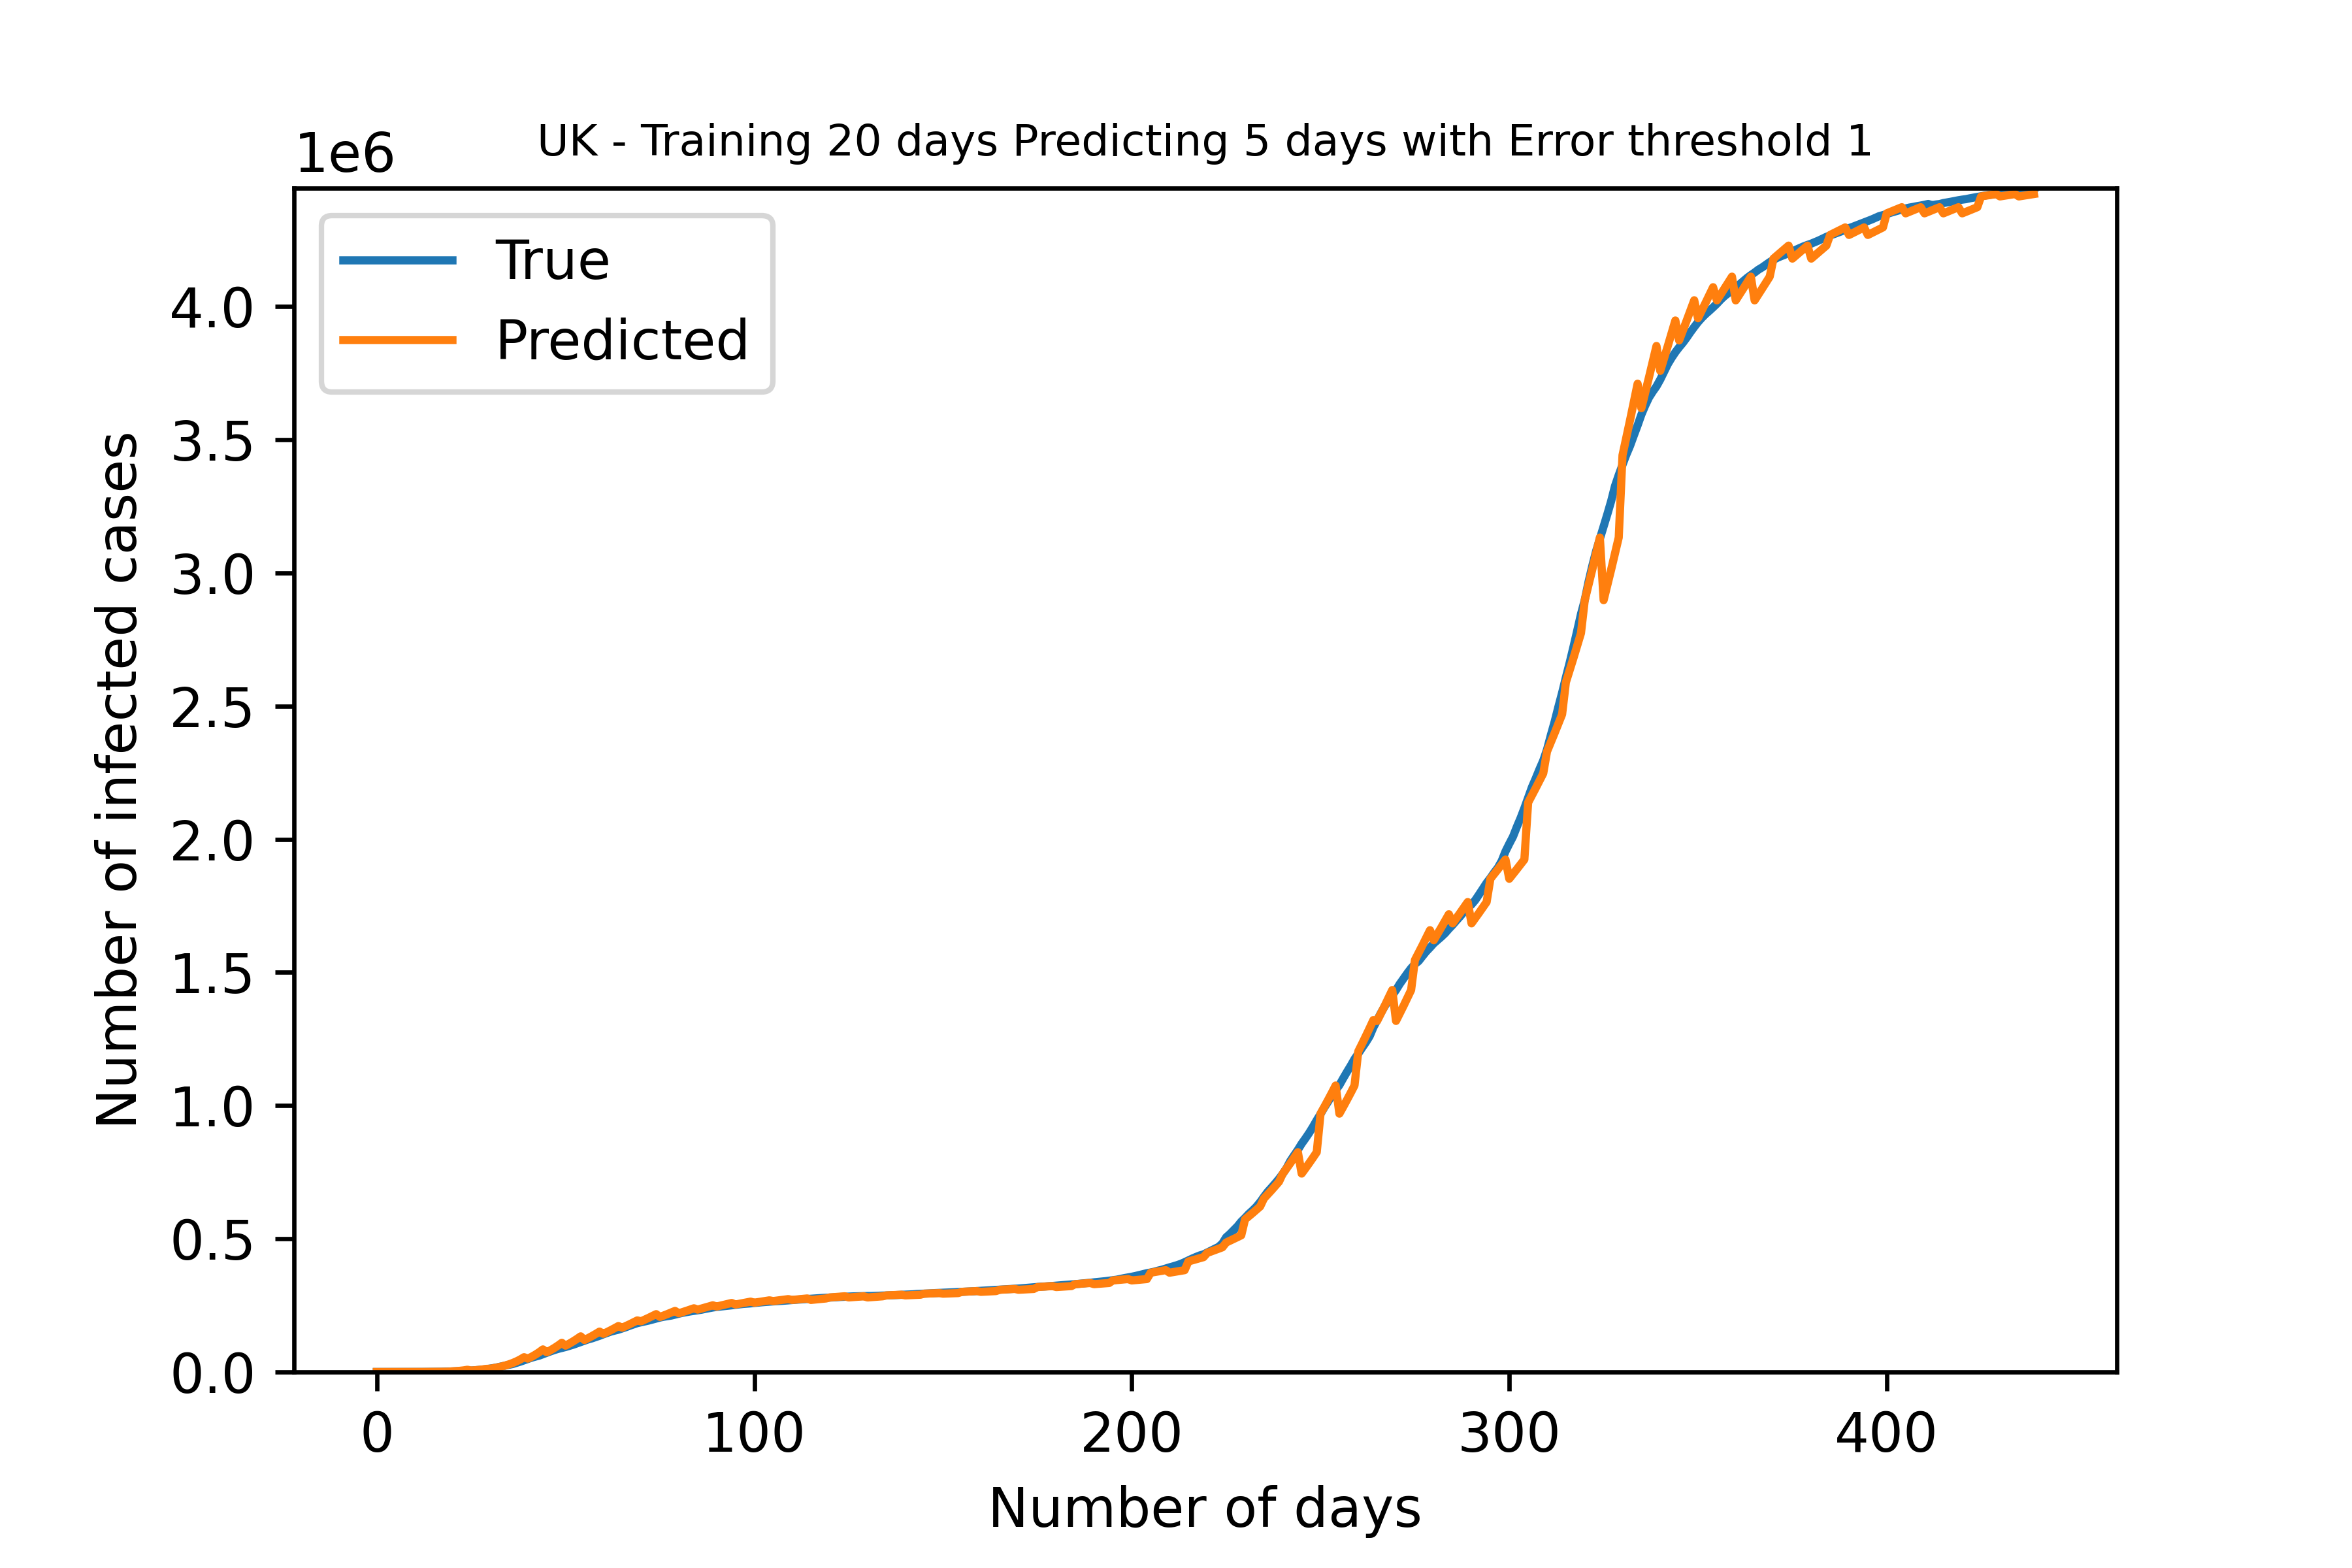 UK - Training 20 days Predicting 5 days with Error threshold 1
1e6
True
Predicted
4.0
3.5
3.0
2.5
2.0
1.5
1.0
0.5
0.0
Number of infected cases
0 100 200 300 400
Number of days